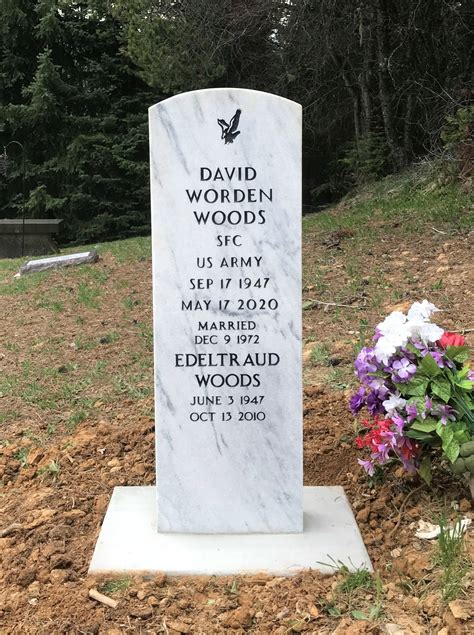 DAVID
WORDEN
WOODS
SFC
US ARMY
SEP 17 1947
MAY 17 2020
MARRIED
DEC 9 1972
EDELTRAUD
WOODS
JUNE 3 1947
OCT 13 2010